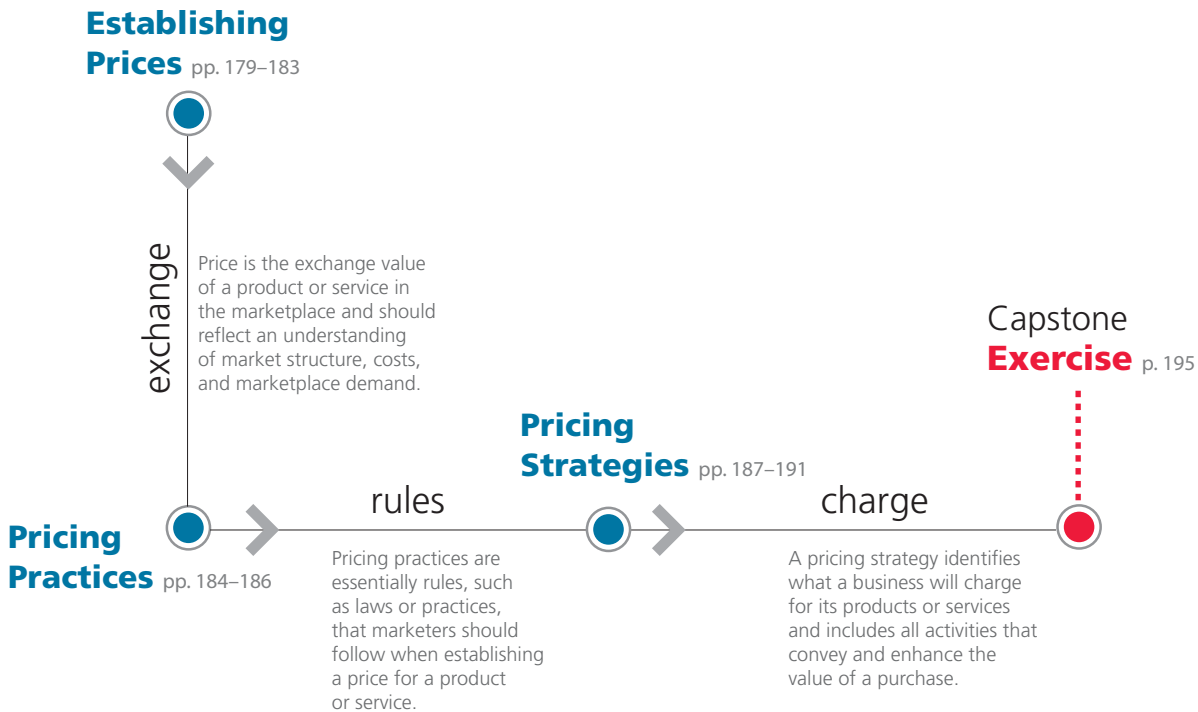 Establishing
Prices pp. 179–183
exchange
Price is the exchange value
of a product or service in
the marketplace and should
reflect an understanding
of market structure, costs,
and marketplace demand.
Pricing
Practices pp. 184–186
rules
Pricing practices are
essentially rules, such
as laws or practices,
that marketers should
follow when establishing
a price for a product
or service.
Pricing
Strategies pp. 187–191
charge
A pricing strategy identifies
what a business will charge
for its products or services
and includes all activities that
convey and enhance the
value of a purchase.
Capstone
Exercise p. 195